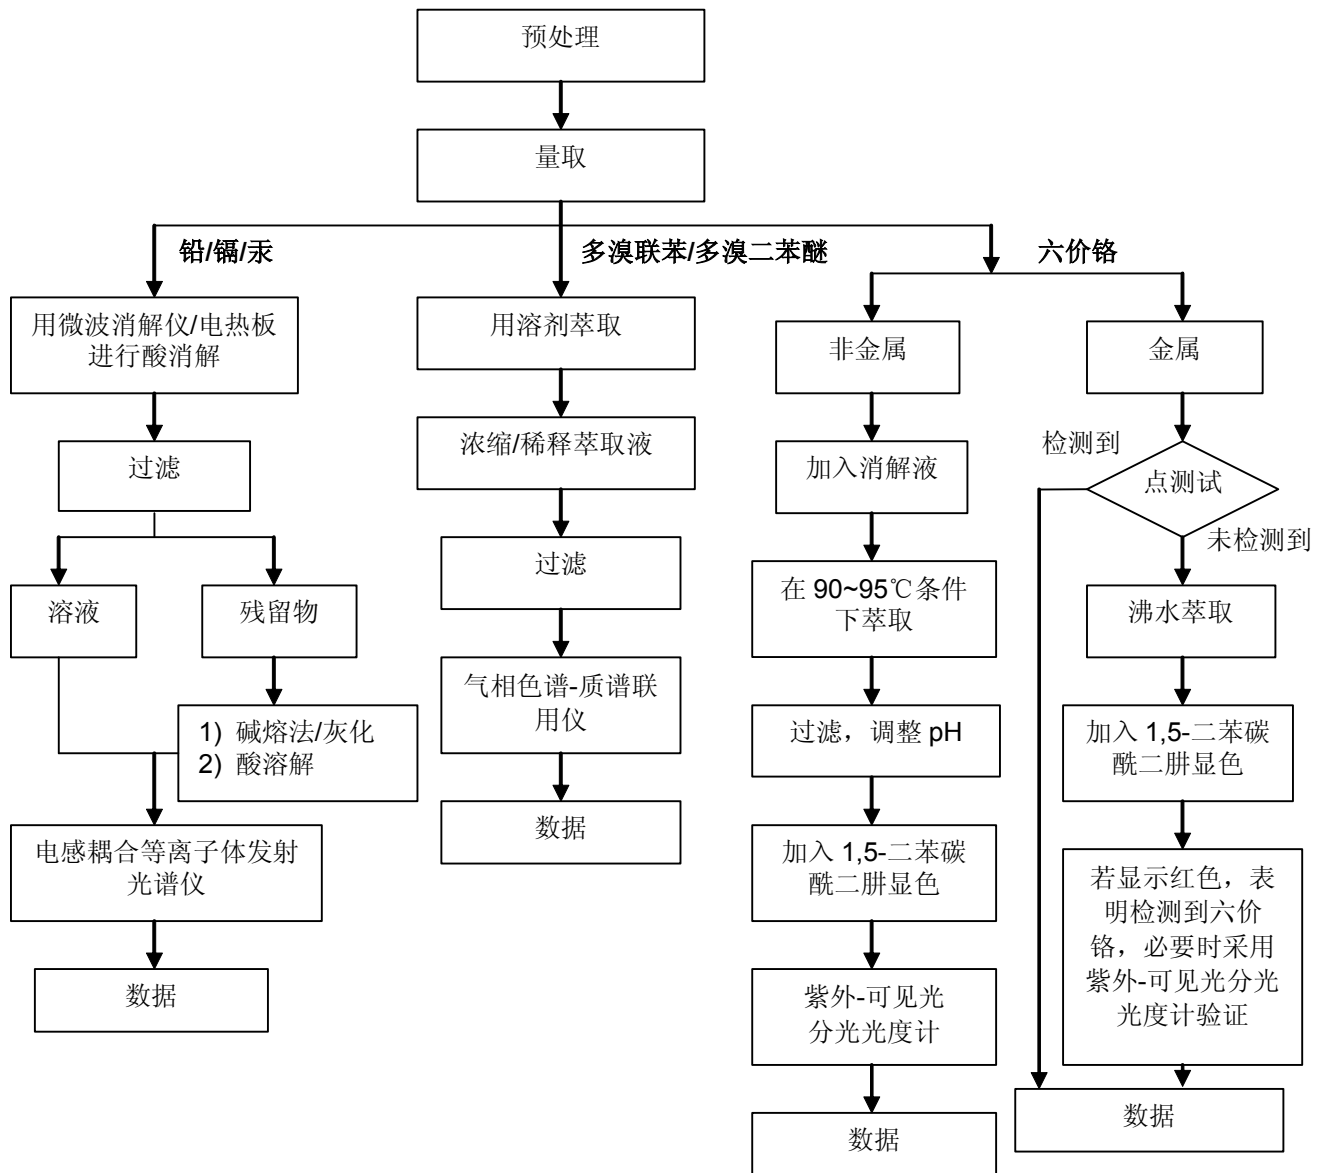 预处理
量取
铅/镉/汞
多溴联苯/多溴二苯醚
六价铬
用微波消解仪/电热板
进行酸消解
过滤
溶液
残留物
1) 碱熔法/灰化
2) 酸溶解
电感耦合等离子体发射
光谱仪
数据
用溶剂萃取
浓缩/稀释萃取液
过滤
气相色谱-质谱联
用仪
数据
非金属
加入消解液
在 90~95℃条件
下萃取
过滤，调整 pH
加入 1,5-二苯碳
酰二肼显色
紫外-可见光
分光光度计
数据
金属
检测到
点测试
未检测到
沸水萃取
加入 1,5-二苯碳
酰二肼显色
若显示红色，表
明检测到六价
铬，必要时采用
紫外-可见光分光
光度计验证
数据